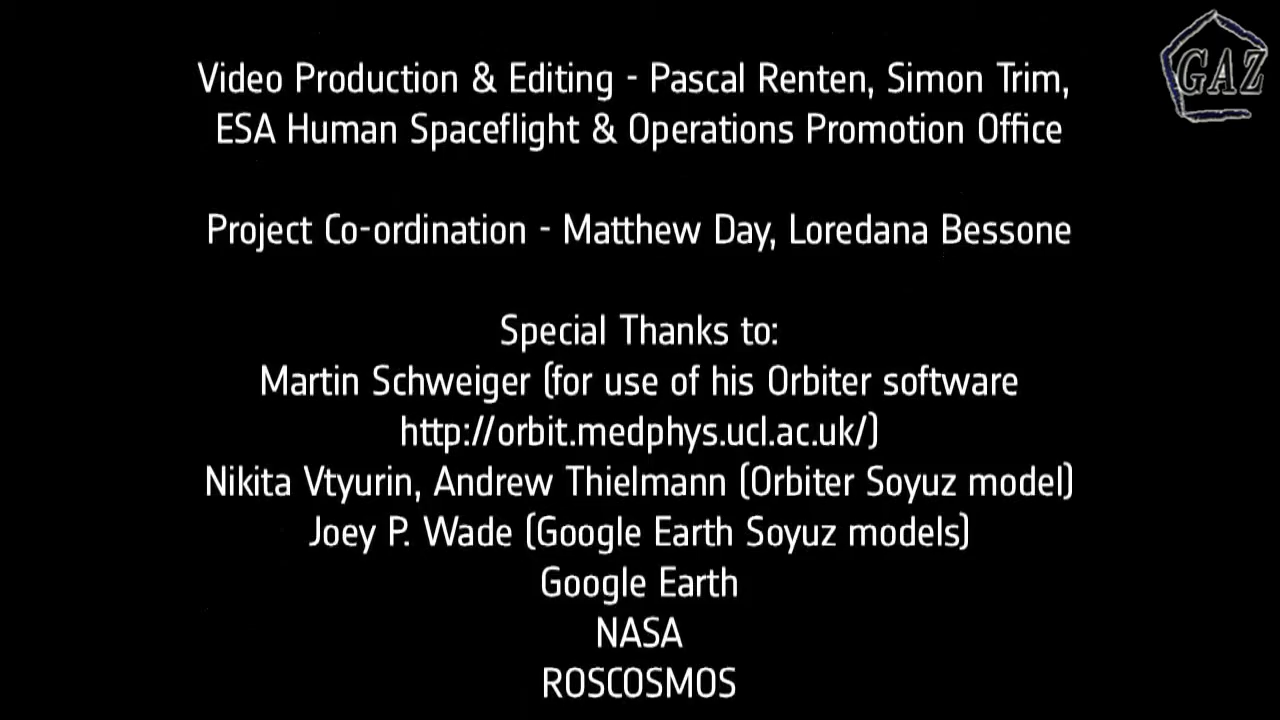 GAZ
Video Production & Editing - Pascal Renten, Simon Trim,
ESA Human Spaceflight & Operations Promotion Office
Project Co-ordination - Matthew Day, Loredana Bessone
Special Thanks to:
Martin Schweiger (for use of his Orbiter software
http://orbit.medphys.ucl.ac.uk/)
Nikita Vtyurin, Andrew Thielmann (Orbiter Soyuz model)
Joey P. Wade (Google Earth Soyuz models)
Google Earth
NASA
ROSCOSMOS